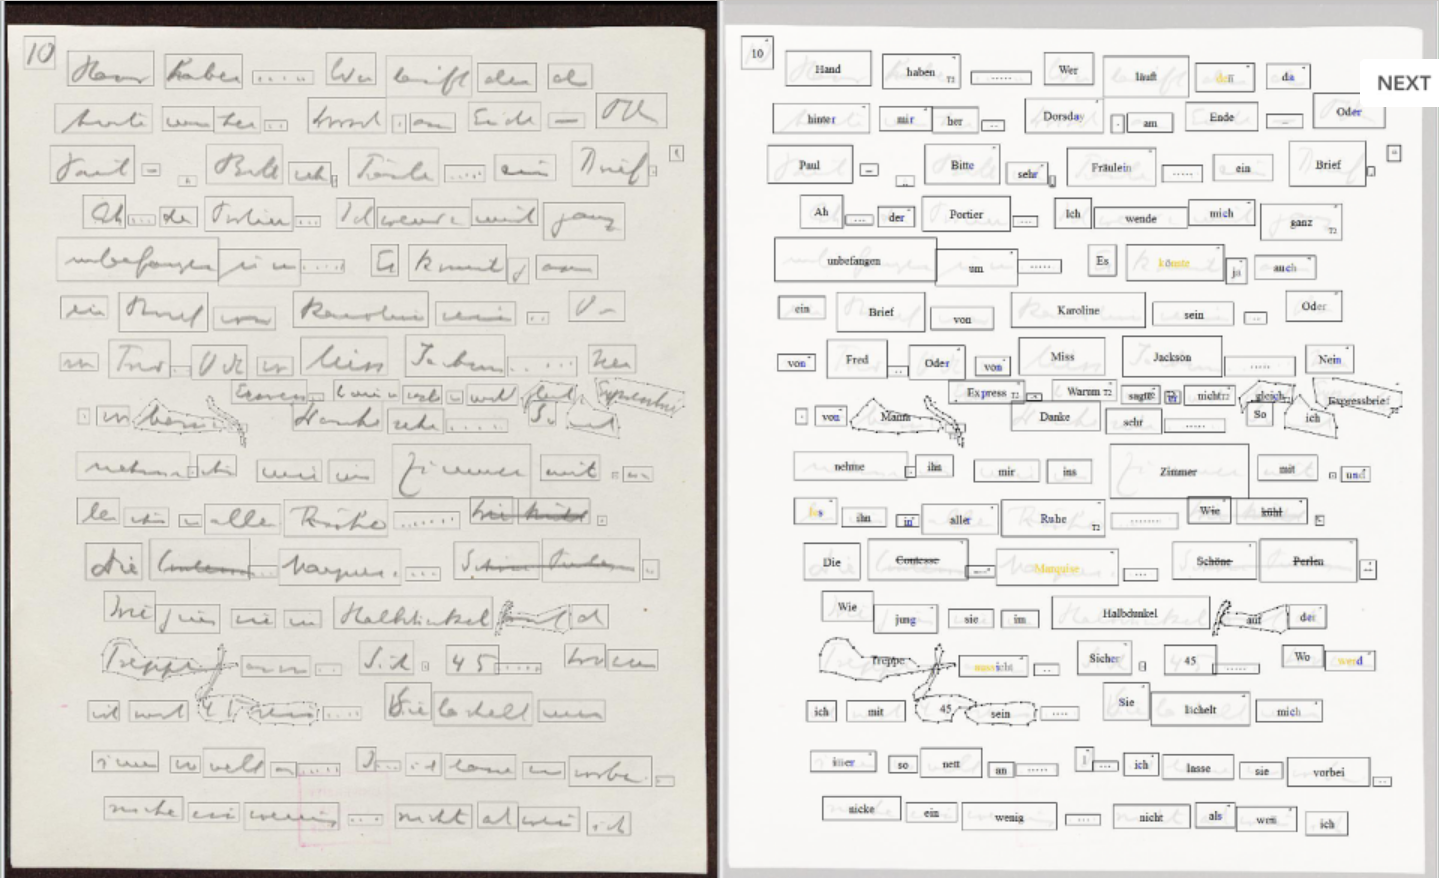 10
Hand haben ..... Wer läuft den da
hinter mir her .. Dorsday . am Ende — Oder
Paul — .. Bitte sehr, Fräulein ..... ein Brief.
Ah ... der Portier .... Ich wende mich ganz
unbefangen um ..... Es könnte ja auch
ein Brief von Karoline sein .. Oder
von Fred .. Oder von Miss Jackson ..... Nein
Express .. Warum sagte er nicht gleich Expressbrief
. von Mama Danke sehr ..... So ich
nehme . ihn mir ins Zimmer mit . und
les ihn in aller Ruhe ........ Wie kühl .
Die Contesse ... Marquise .... Schöne Perlen ..
Wie jung sie im Halbdunkel auf der
Treppe aussieht .. Sicher . 45 ...... Wo werd
ich mit 45 sein .... Sie lächelt mich
imer so nett an ..... I ... ich lasse sie vorbei ..
nicke ein wenig .... nicht als wen ich
NEXT